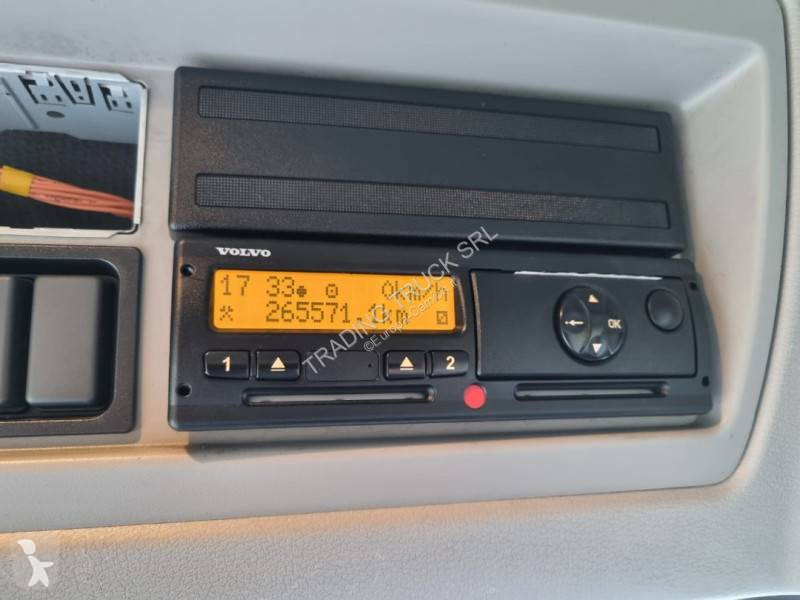 VOLVO
17 33 0km/h
265571.1km
1
2
OK
TRADING TRUCK SRL